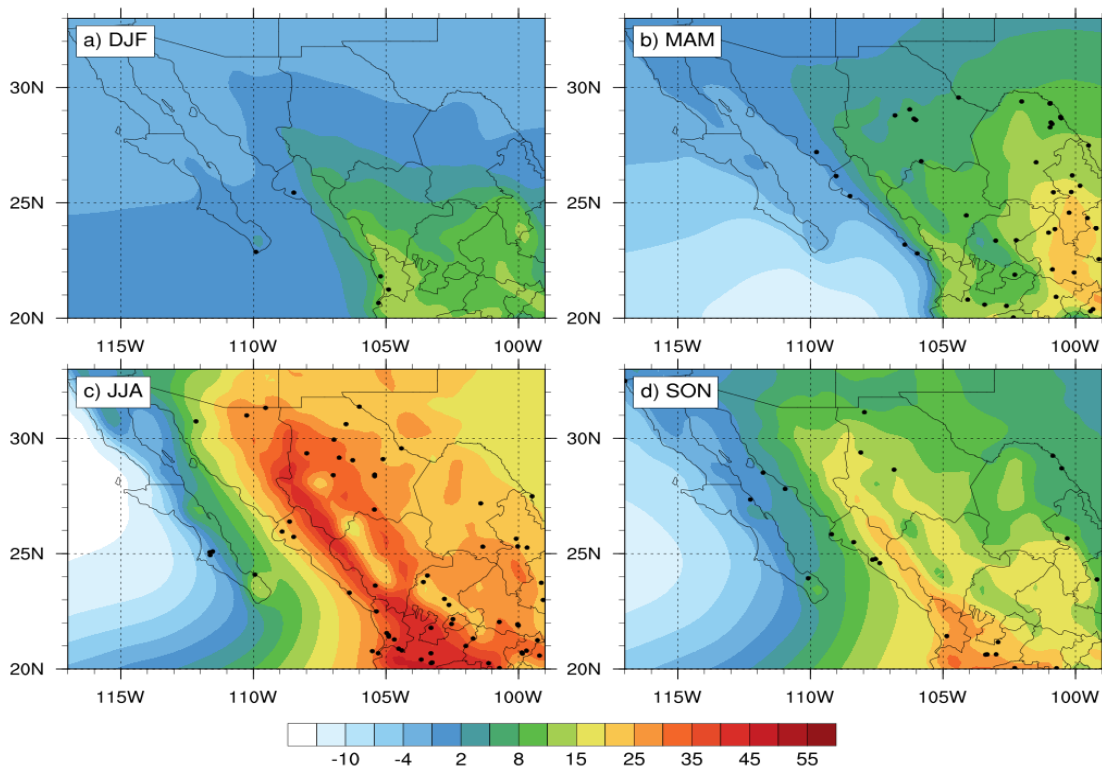 a) DJF
b) MAM
30N 30N
25N 25N
20N 20N
115W 110W 105W 100W 115W 110W 105W 100W
c) JJA
d) SON
30N 30N
25N 25N
20N 20N
115W 110W 105W 100W 115W 110W 105W 100W
-10 -4 2 8 15 25 35 45 55